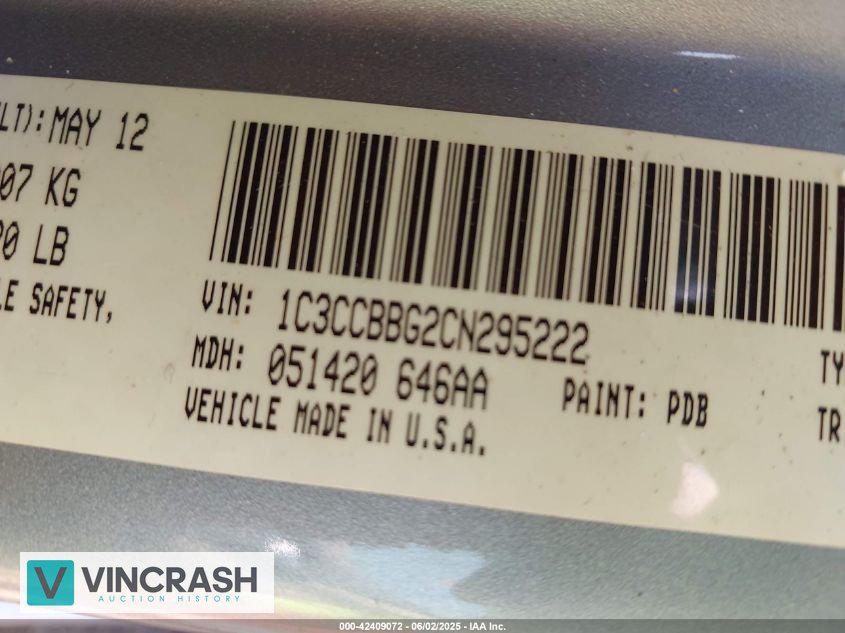 LT): MAY 12
07 KG
0 LB
LE SAFETY,
VIN: 1C3CCBBG2CN295222
MDH: 051420 646AA
PAINT: PDB
VEHICLE MADE IN U.S.A.
TY
TR
V VINCRASH
AUCTION HISTORY
000-42409072 - 06/02/2025 - IAA Inc.